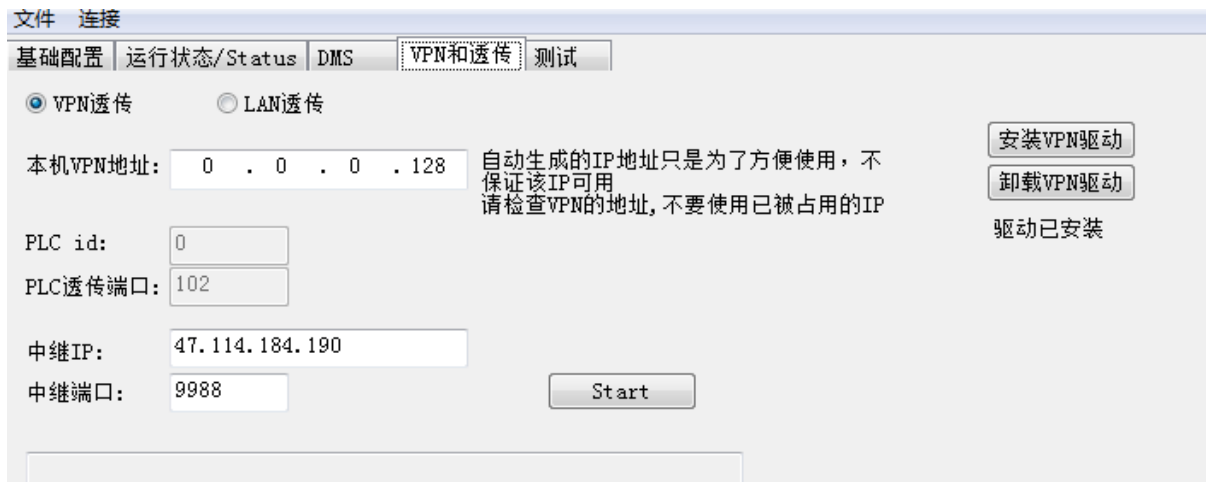 文件 连接
基础配置 运行状态/Status DMS VPN和透传 测试
VPN透传 LAN透传
本机VPN地址: 0 . 0 . 0 . 128
自动生成的IP地址只是为了方便使用，不
保证该IP可用
请检查VPN的地址,不要使用已被占用的IP
安装VPN驱动
卸载VPN驱动
驱动已安装
PLC id: 0
PLC透传端口: 102
中继IP: 47.114.184.190
中继端口: 9988
Start